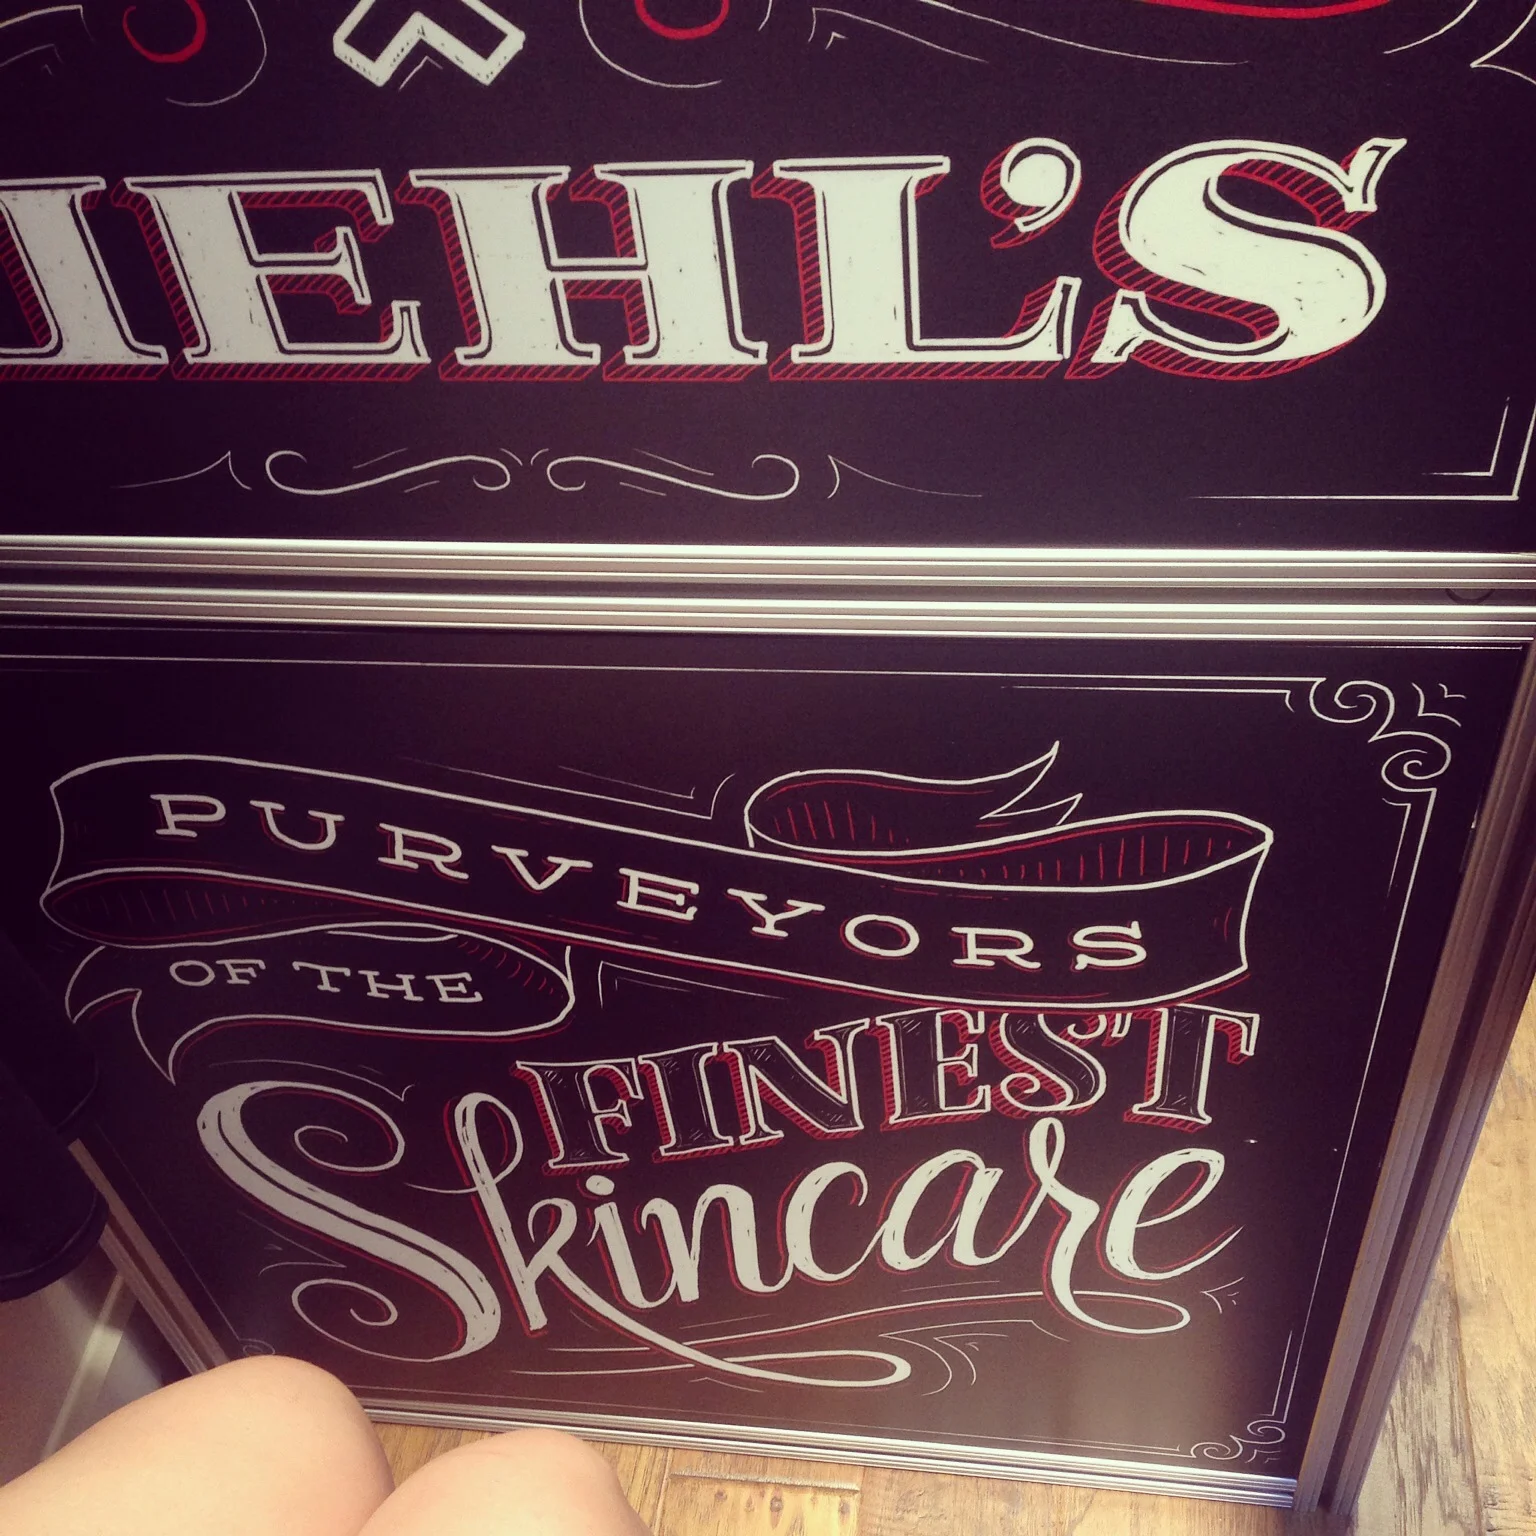 IEHL'S
PURVEYORS
OF THE
FINEST
Skincare